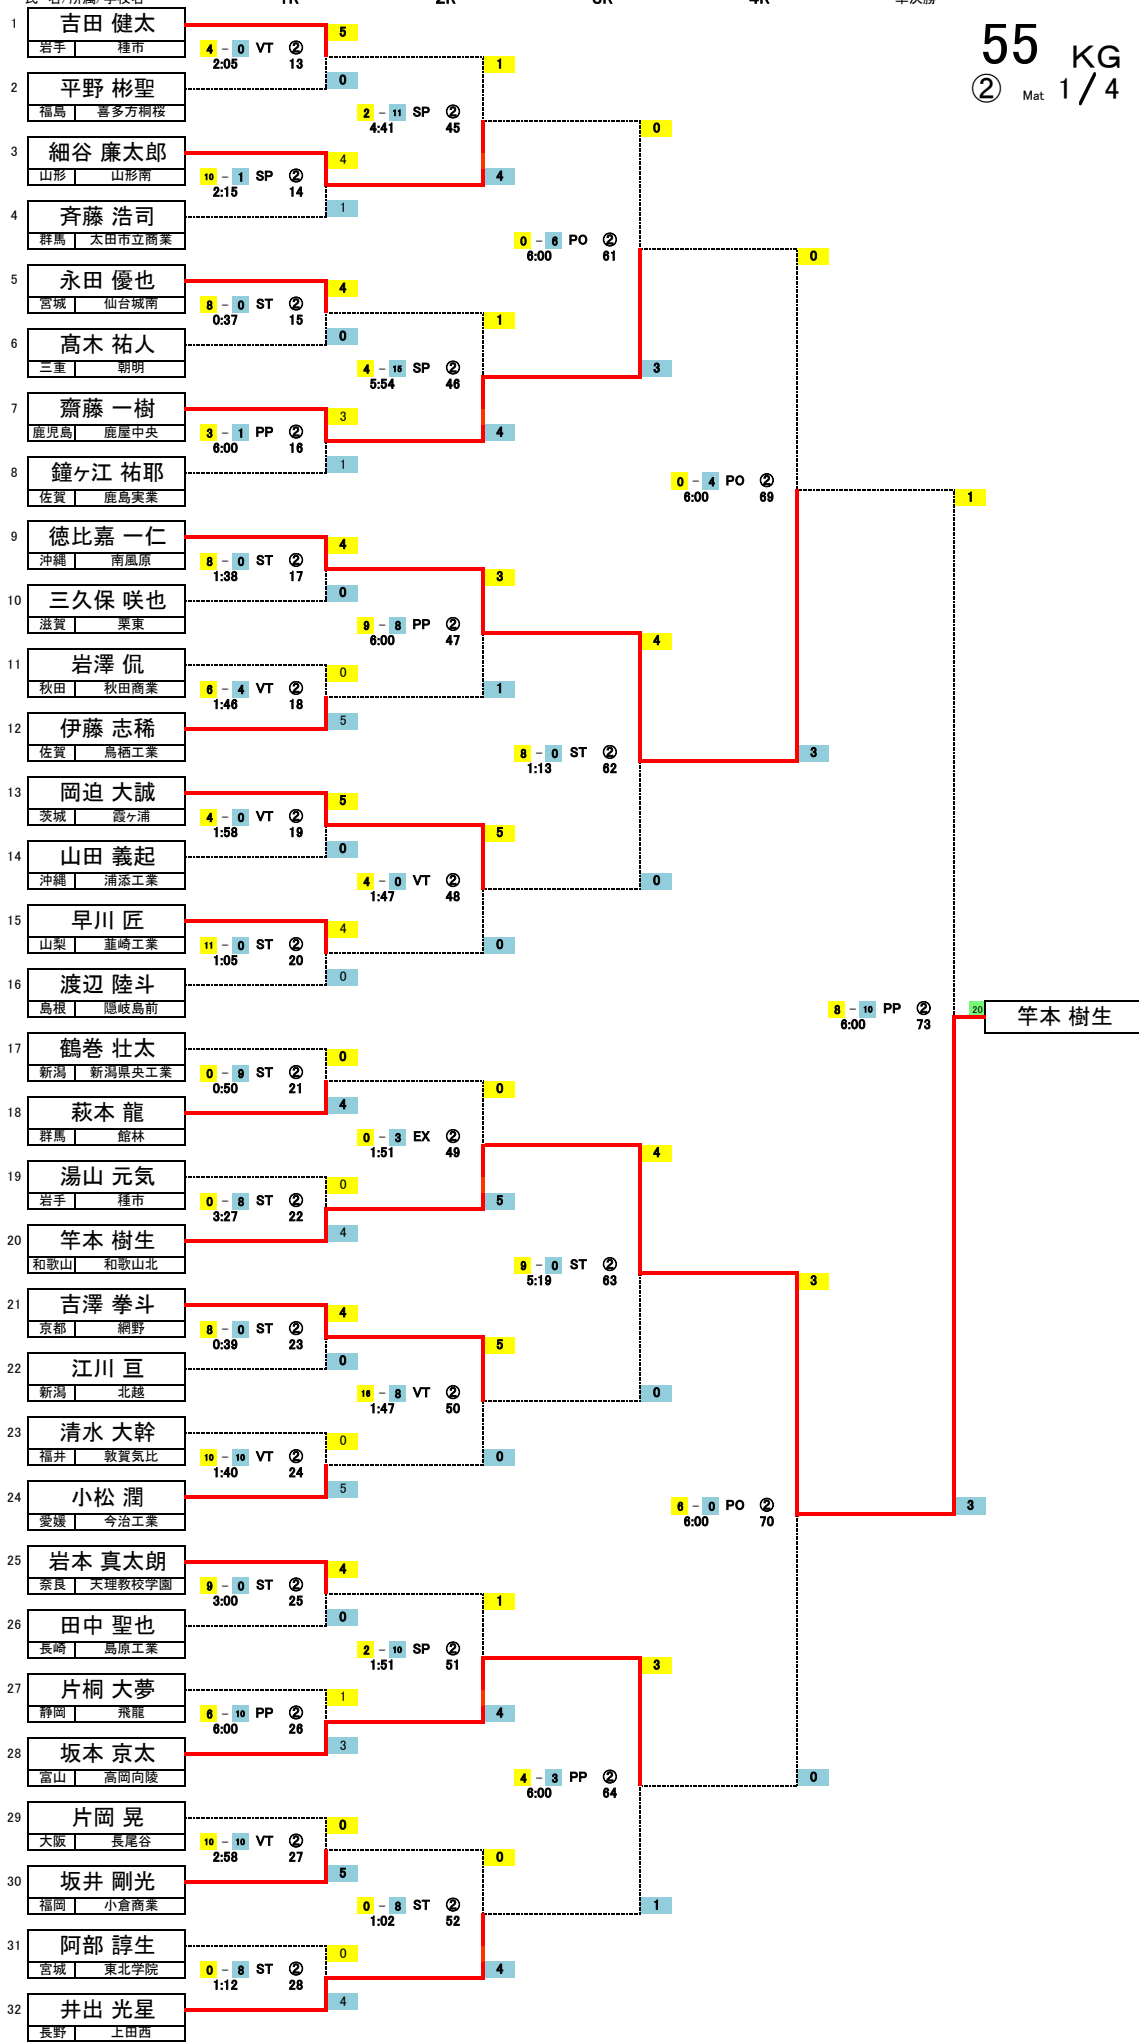 1R 2R 3R 4R 準決勝
55 KG
② Mat 1/4
1 吉田 健太
岩手 種市
4 - 0 VT ②
2:05 13
5
0
2 平野 彬聖
福島 喜多方桐桜
2 - 11 SP ②
4:41 45
1
4
3 細谷 廉太郎
山形 山形南
10 - 1 SP ②
2:15 14
4
1
4 斉藤 浩司
群馬 太田市立商業
0 - 6 PO ②
6:00 61
0
3
5 永田 優也
宮城 仙台城南
8 - 0 ST ②
0:37 15
4
0
6 髙木 祐人
三重 朝明
4 - 15 SP ②
5:54 46
1
4
7 齋藤 一樹
鹿児島 鹿屋中央
3 - 1 PP ②
6:00 16
3
1
8 鐘ヶ江 祐耶
佐賀 鹿島実業
0 - 4 PO ②
6:00 69
0
3
9 徳比嘉 一仁
沖縄 南風原
8 - 0 ST ②
1:38 17
4
0
10 三久保 咲也
滋賀 栗東
9 - 8 PP ②
6:00 47
3
1
11 岩澤 侃
秋田 秋田商業
6 - 4 VT ②
1:46 18
0
5
12 伊藤 志稀
佐賀 鳥栖工業
8 - 0 ST ②
1:13 62
4
0
13 岡迫 大誠
茨城 霞ヶ浦
4 - 0 VT ②
1:58 19
5
0
14 山田 義起
沖縄 浦添工業
4 - 0 VT ②
1:47 48
5
0
15 早川 匠
山梨 韮崎工業
11 - 0 ST ②
1:05 20
4
0
16 渡辺 陸斗
島根 隠岐島前
8 - 10 PP ②
6:00 73
1
3
20 竿本 樹生
17 鶴巻 壮太
新潟 新潟県央工業
0 - 9 ST ②
0:50 21
0
4
18 萩本 龍
群馬 館林
0 - 3 EX ②
1:51 49
0
5
19 湯山 元気
岩手 種市
0 - 8 ST ②
3:27 22
0
4
20 竿本 樹生
和歌山 和歌山北
9 - 0 ST ②
5:19 63
4
0
21 吉澤 拳斗
京都 網野
8 - 0 ST ②
0:39 23
4
0
22 江川 亘
新潟 北越
16 - 8 VT ②
1:47 50
5
0
23 清水 大幹
福井 敦賀気比
10 - 10 VT ②
1:40 24
0
5
24 小松 潤
愛媛 今治工業
6 - 0 PO ②
6:00 70
3
0
25 岩本 真太朗
奈良 天理教校学園
9 - 0 ST ②
3:00 25
4
0
26 田中 聖也
長崎 島原工業
2 - 10 SP ②
1:51 51
1
4
27 片桐 大夢
静岡 飛龍
6 - 10 PP ②
6:00 26
1
3
28 坂本 京太
富山 高岡向陵
4 - 3 PP ②
6:00 64
3
1
29 片岡 晃
大阪 長尾谷
10 - 10 VT ②
2:58 27
0
5
30 坂井 剛光
福岡 小倉商業
0 - 8 ST ②
1:02 52
0
4
31 阿部 諄生
宮城 東北学院
0 - 8 ST ②
1:12 28
0
4
32 井出 光星
長野 上田西